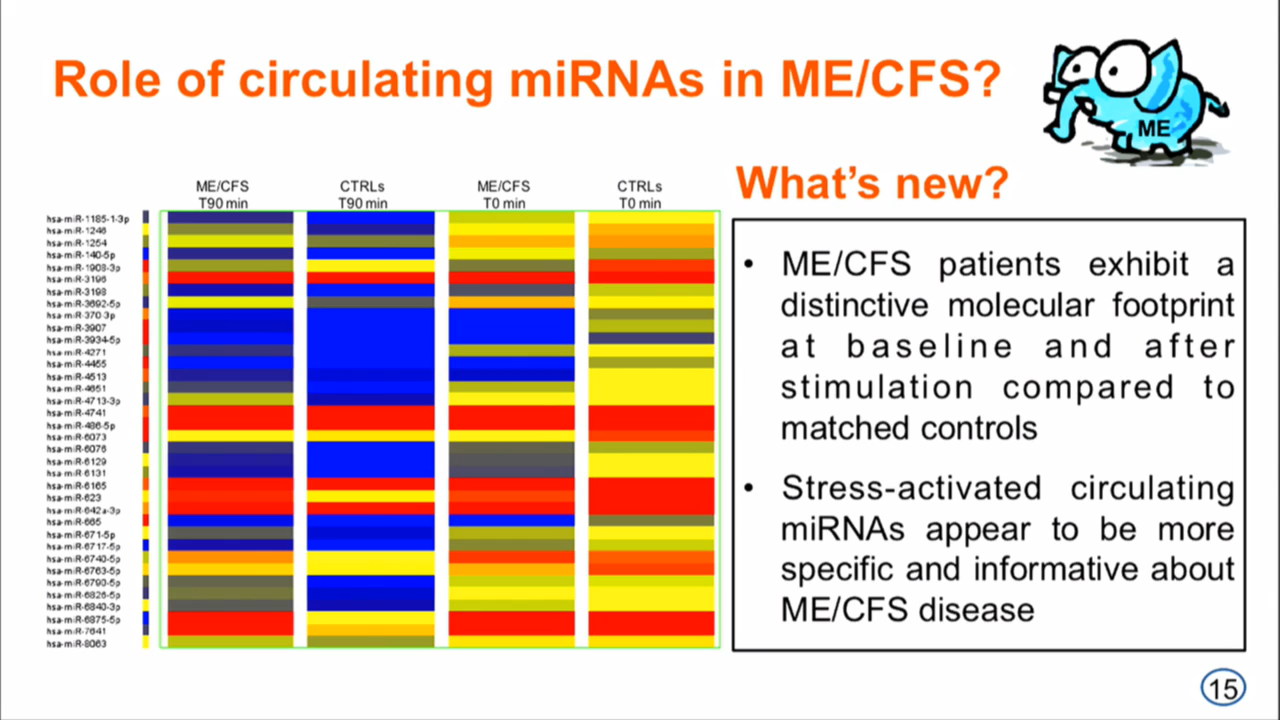 Role of circulating miRNAs in ME/CFS?
ME
What's new?
ME/CFS CTRLs ME/CFS CTRLs
T90 min T90 min T0 min T0 min
hsa-miR-1185-1-3p
hsa-miR-1246
hsa-miR-1254
hsa-miR-140-5p
hsa-miR-1908-3p
hsa-miR-3196
hsa-miR-3198
hsa-miR-3692-5p
hsa-miR-370-3p
hsa-miR-3907
hsa-miR-3934-5p
hsa-miR-4271
hsa-miR-4455
hsa-miR-4513
hsa-miR-4651
hsa-miR-4713-3p
hsa-miR-4741
hsa-miR-486-5p
hsa-miR-6073
hsa-miR-6076
hsa-miR-6129
hsa-miR-6131
hsa-miR-6165
hsa-miR-623
hsa-miR-642a-3p
hsa-miR-665
hsa-miR-671-5p
hsa-miR-6717-5p
hsa-miR-6740-5p
hsa-miR-6763-5p
hsa-miR-6790-5p
hsa-miR-6826-5p
hsa-miR-6840-3p
hsa-miR-6875-5p
hsa-miR-7641
hsa-miR-8063
• ME/CFS patients exhibit a
distinctive molecular footprint
at baseline and after
stimulation compared to
matched controls
• Stress-activated circulating
miRNAs appear to be more
specific and informative about
ME/CFS disease
15